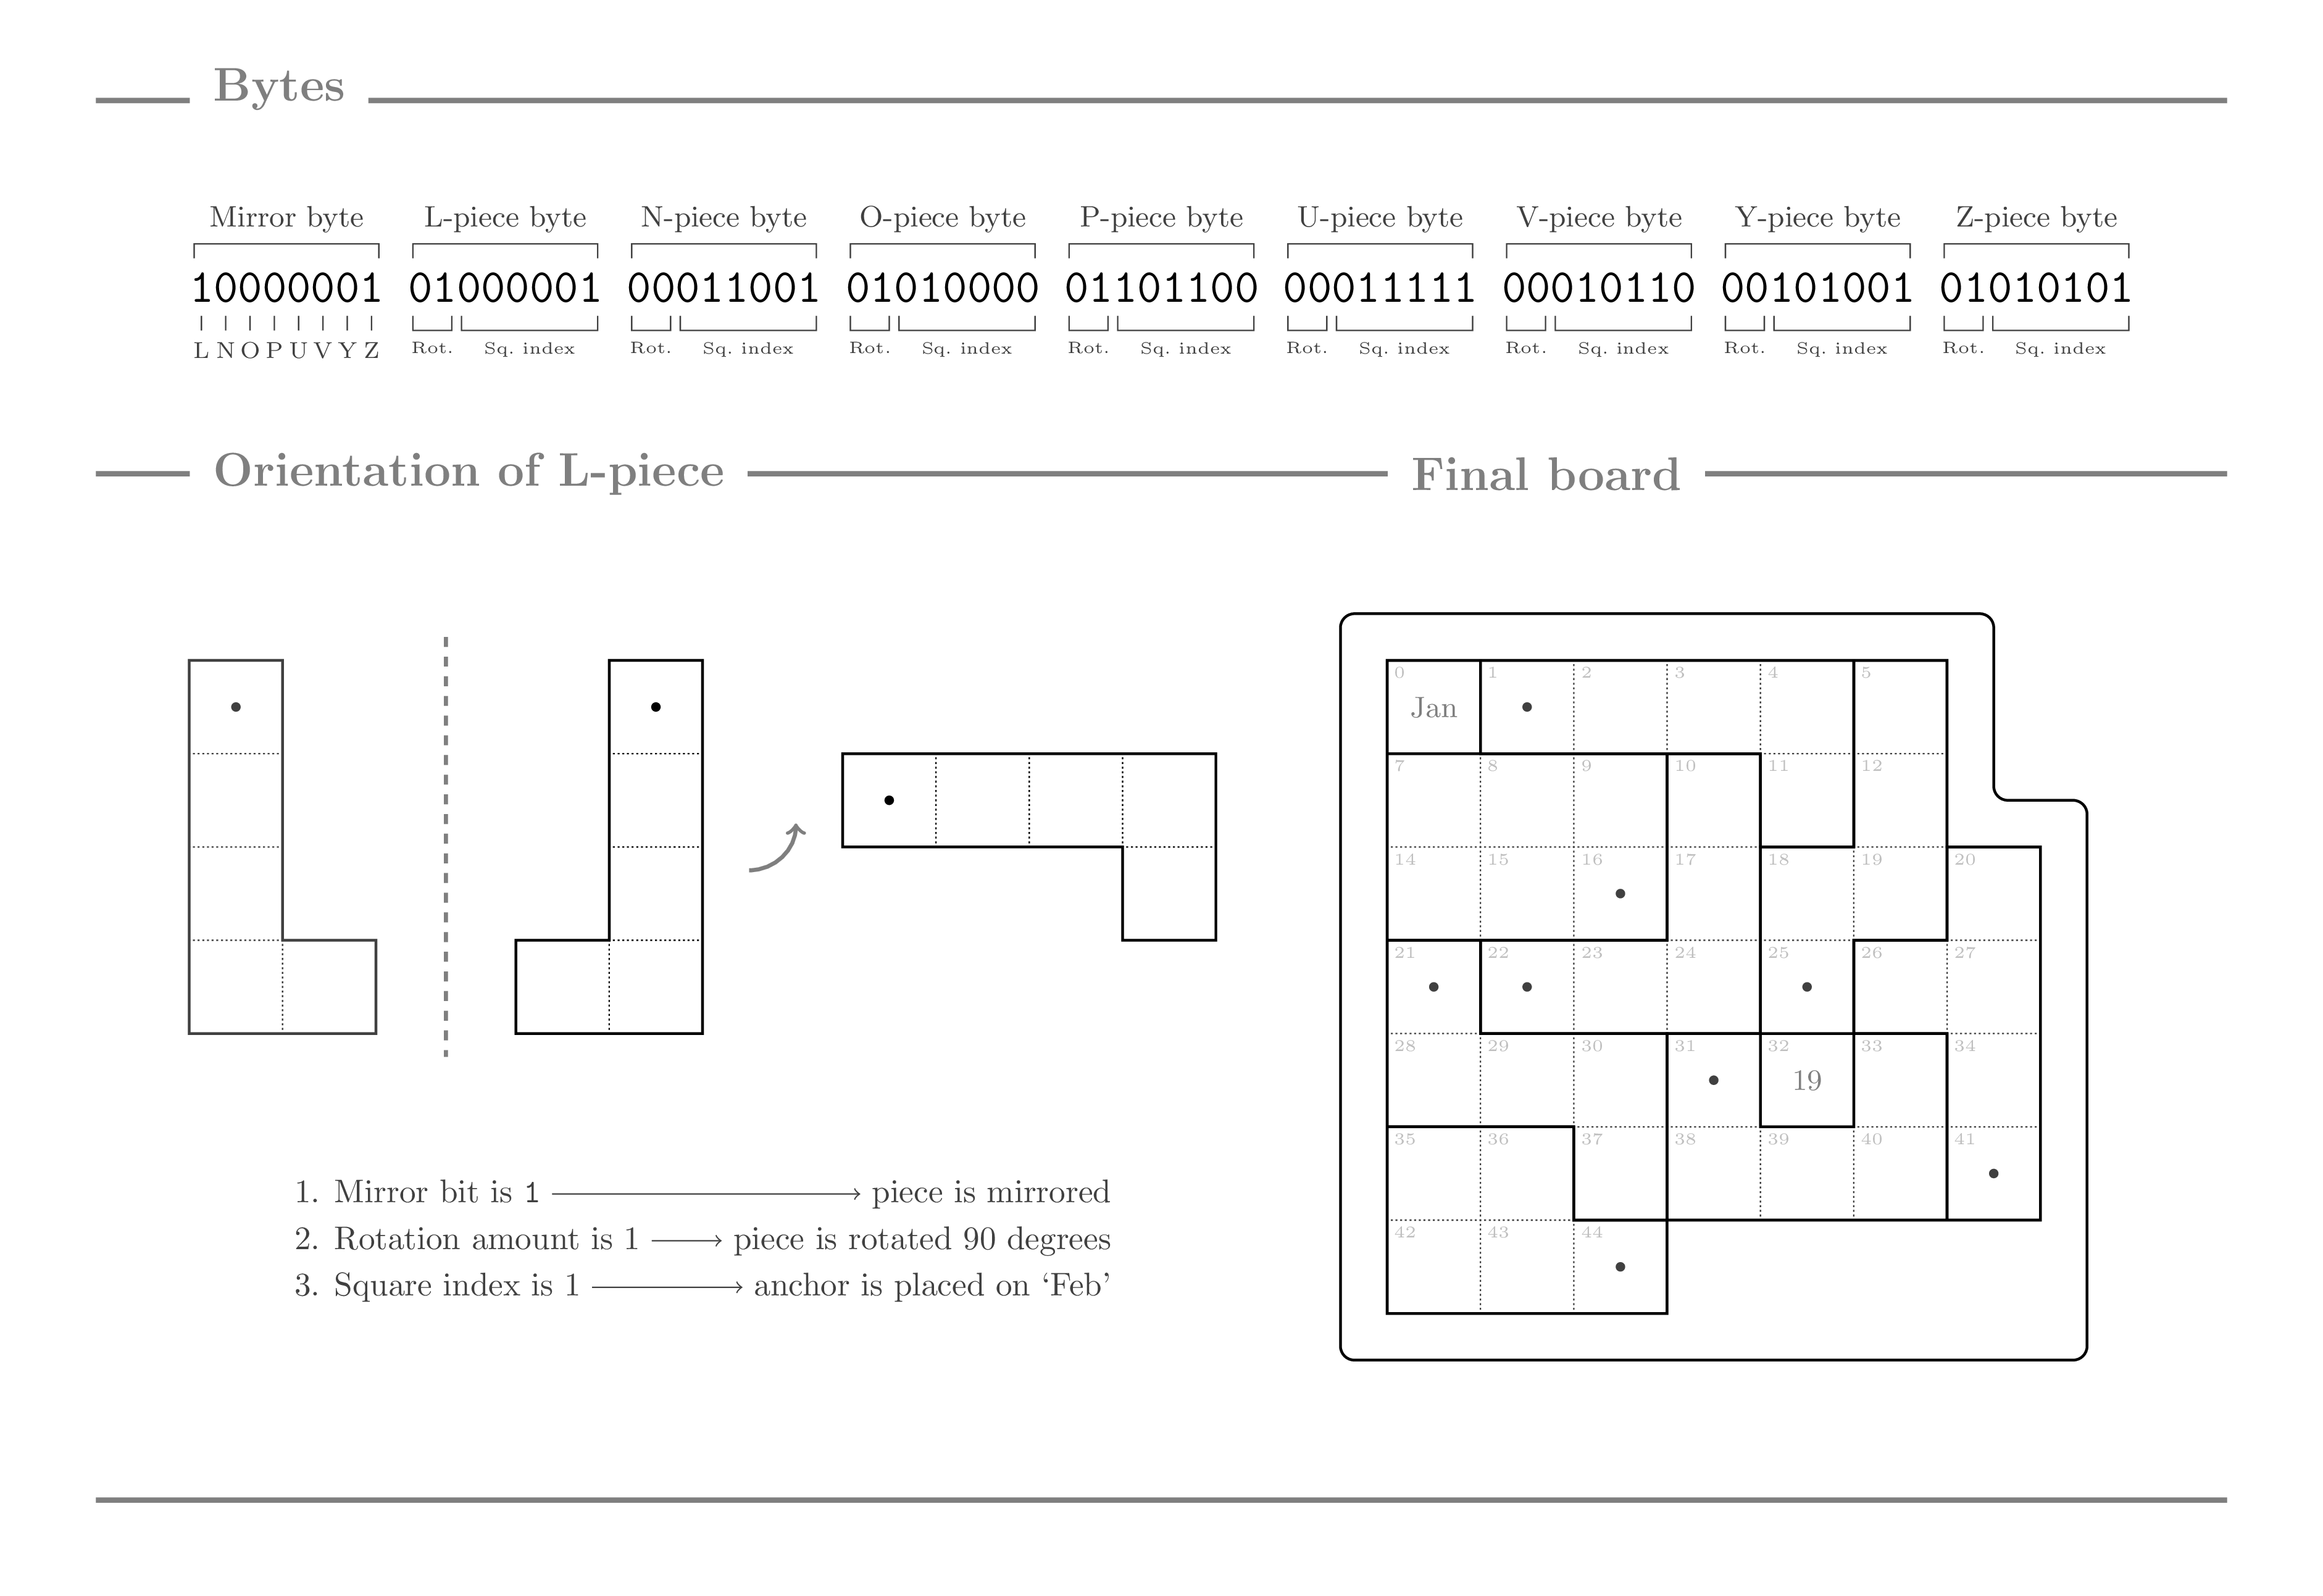 Bytes
Mirror byte L-piece byte N-piece byte O-piece byte P-piece byte U-piece byte V-piece byte Y-piece byte Z-piece byte
10000001 01000001 00011001 01010000 01101100 00011111 00010110 00101001 01010101
L N O P U V Y Z Rot. Sq. index Rot. Sq. index Rot. Sq. index Rot. Sq. index Rot. Sq. index Rot. Sq. index Rot. Sq. index Rot. Sq. index
Orientation of L-piece
1. Mirror bit is 1 piece is mirrored
2. Rotation amount is 1 piece is rotated 90 degrees
3. Square index is 1 anchor is placed on ‘Feb’
Final board
0 1 2 3 4 5
Jan
7 8 9 10 11 12
14 15 16 17 18 19 20
21 22 23 24 25 26 27
28 29 30 31 32 33 34
19
35 36 37 38 39 40 41
42 43 44